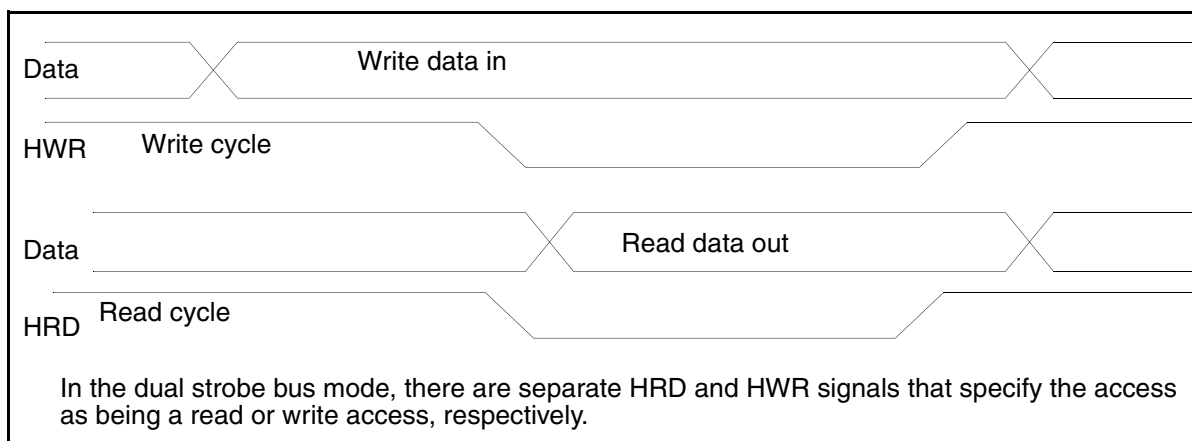 Data
Write data in
HWR
Write cycle
Data
Read data out
HRD
Read cycle
In the dual strobe bus mode, there are separate HRD and HWR signals that specify the access
as being a read or write access, respectively.